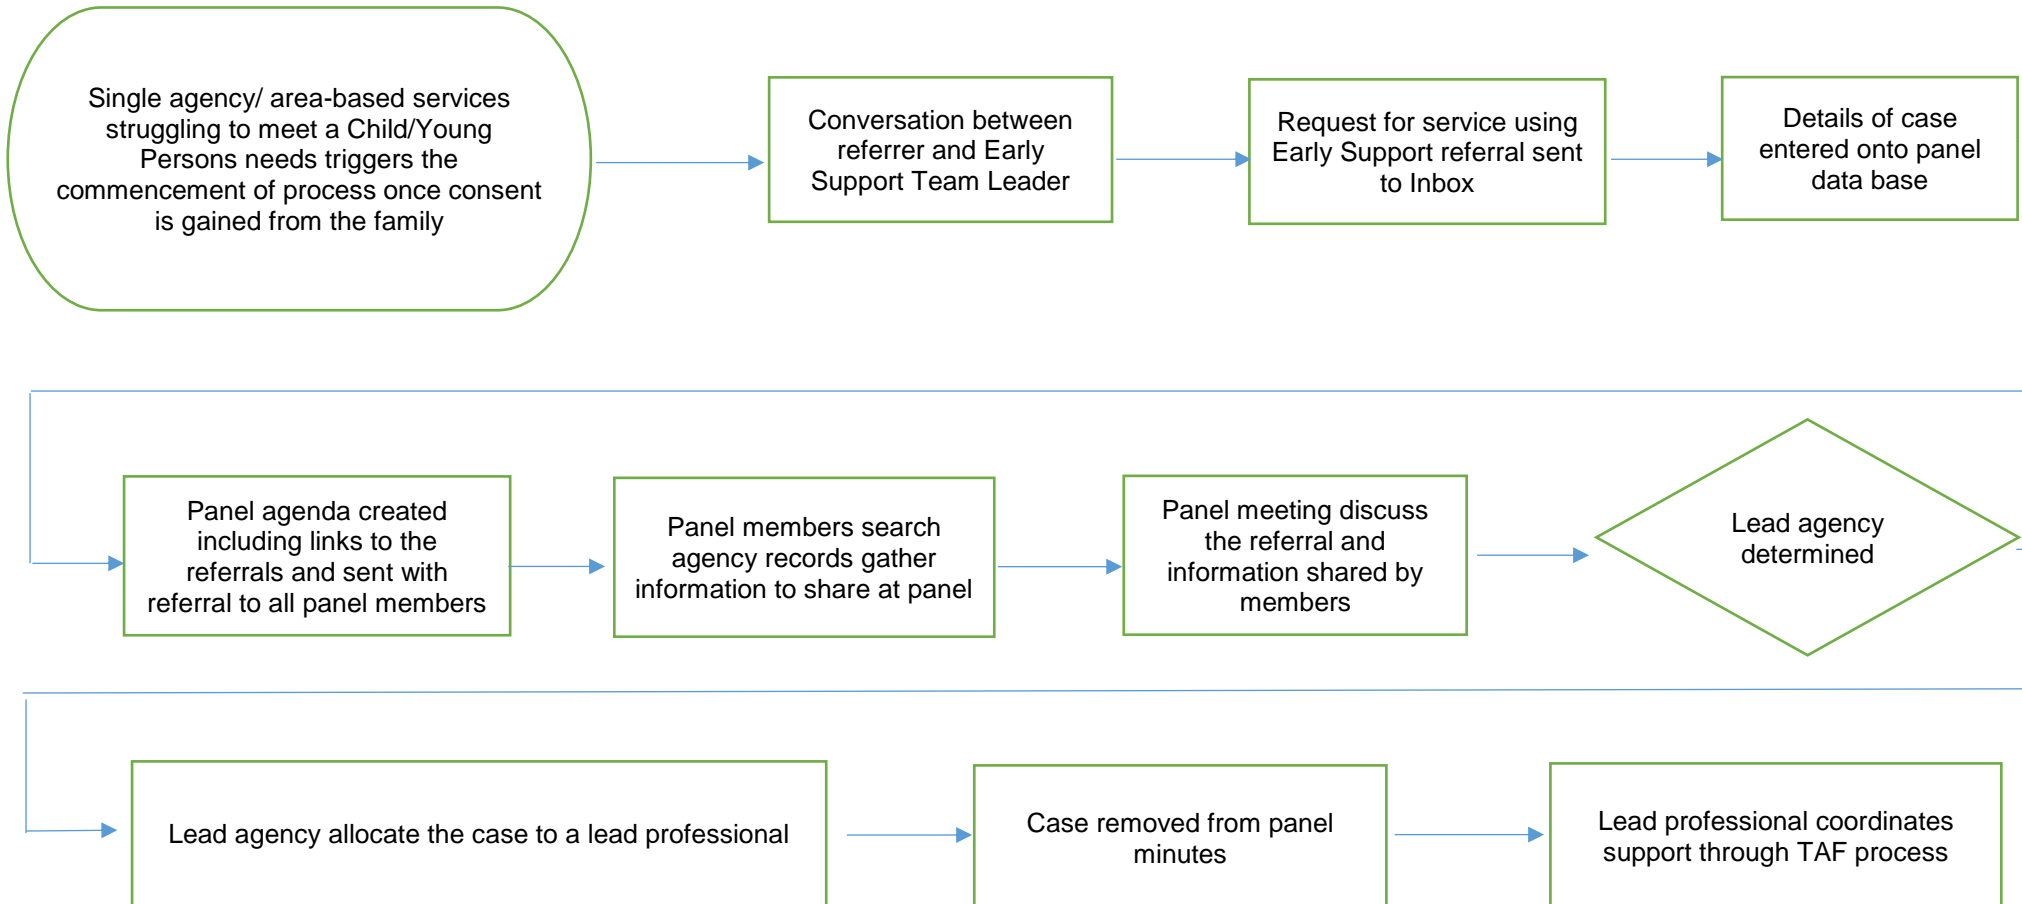 Single agency/ area-based services
struggling to meet a Child/Young
Persons needs triggers the
commencement of process once consent
is gained from the family
Conversation between
referrer and Early
Support Team Leader
Request for service using
Early Support referral sent
to Inbox
Details of case
entered onto panel
data base
Panel agenda created
including links to the
referrals and sent with
referral to all panel members
Panel members search
agency records gather
information to share at panel
Panel meeting discuss
the referral and
information shared by
members
Lead agency
determined
Lead agency allocate the case to a lead professional
Case removed from panel
minutes
Lead professional coordinates
support through TAF process